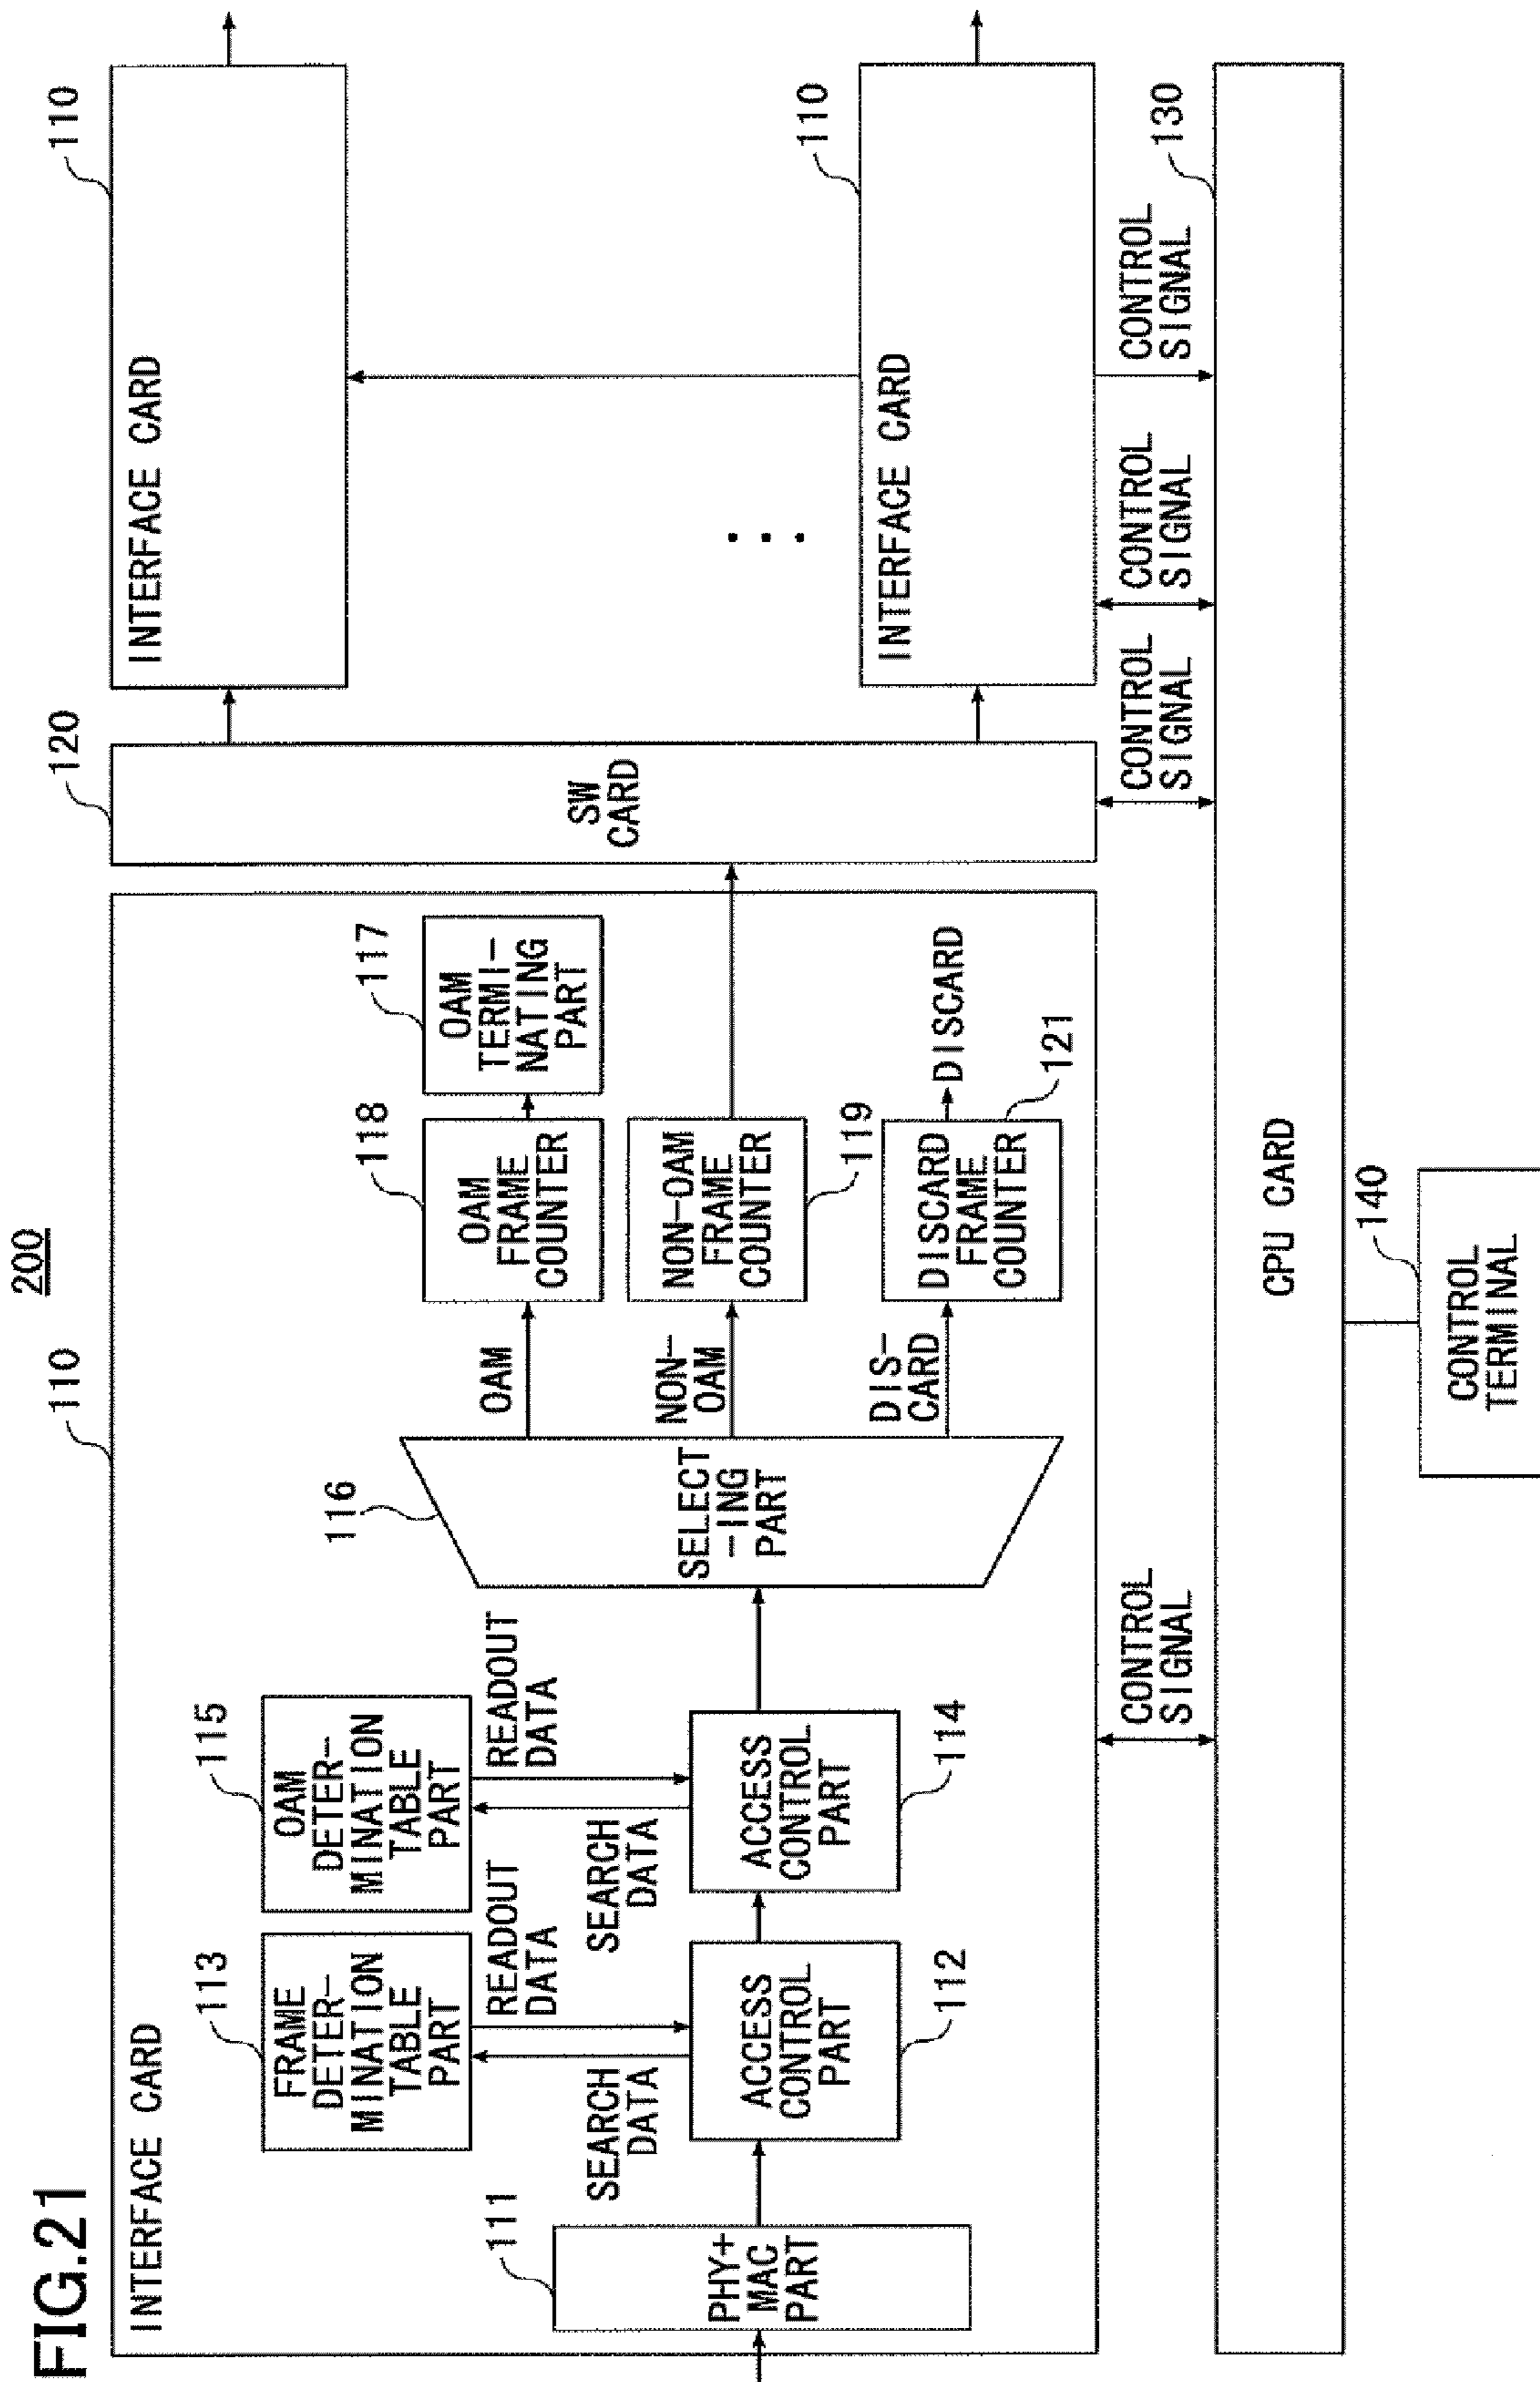 FIG.21
200
INTERFACE CARD
110
111
PHY+
MAC
PART
113
FRAME
DETER-
MINATION
TABLE
PART
SEARCH
DATA
READOUT
DATA
ACCESS
CONTROL
PART
112
115
OAM
DETER-
MINATION
TABLE
PART
SEARCH
DATA
READOUT
DATA
ACCESS
CONTROL
PART
114
116
SELECT
-ING
PART
OAM
NON-
OAM
DIS-
CARD
118
OAM
FRAME
COUNTER
117
OAM
TERMI-
NATING
PART
NON-OAM
FRAME
COUNTER
119
DISCARD
FRAME
COUNTER
121
DISCARD
120
SW
CARD
INTERFACE CARD
110
INTERFACE CARD
110
CONTROL
SIGNAL
CONTROL
SIGNAL
CONTROL
SIGNAL
CONTROL
SIGNAL
130
CPU CARD
140
CONTROL
TERMINAL